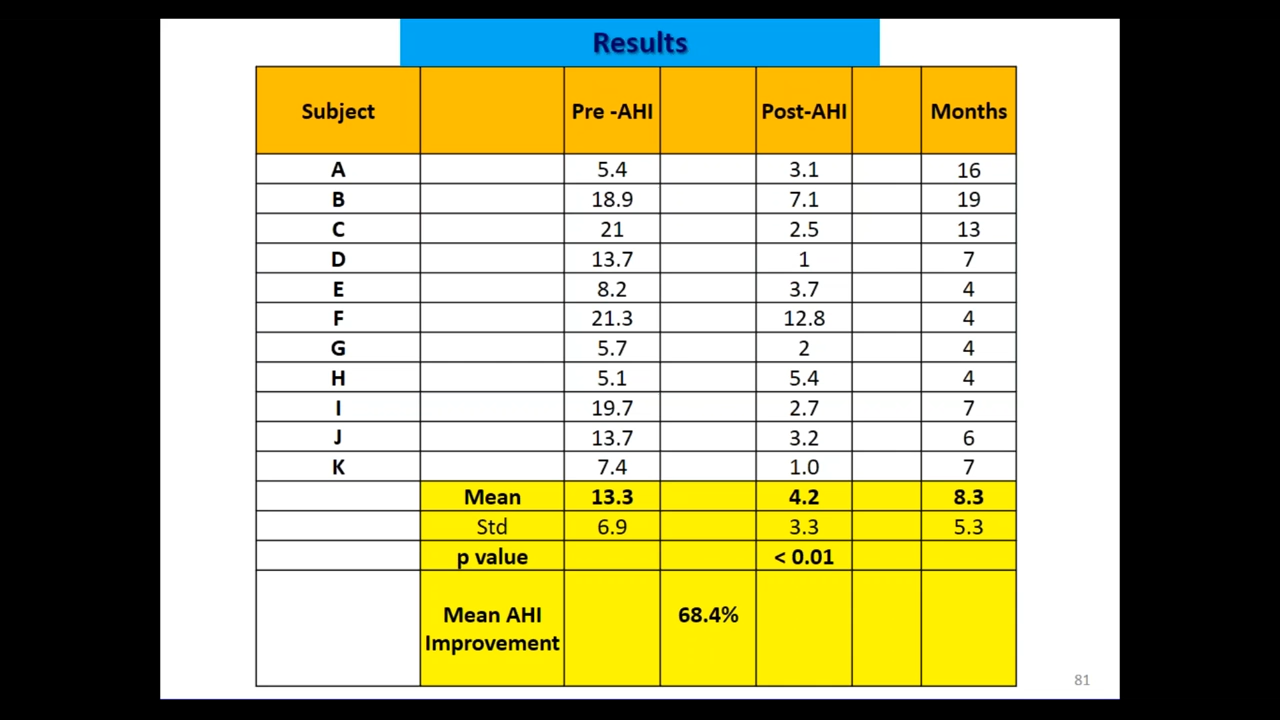 Results
Subject Pre -AHI Post-AHI Months
A 5.4 3.1 16
B 18.9 7.1 19
C 21 2.5 13
D 13.7 1 7
E 8.2 3.7 4
F 21.3 12.8 4
G 5.7 2 4
H 5.1 5.4 4
I 19.7 2.7 7
J 13.7 3.2 6
K 7.4 1.0 7
Mean 13.3 4.2 8.3
Std 6.9 3.3 5.3
p value < 0.01
Mean AHI
Improvement 68.4%
81